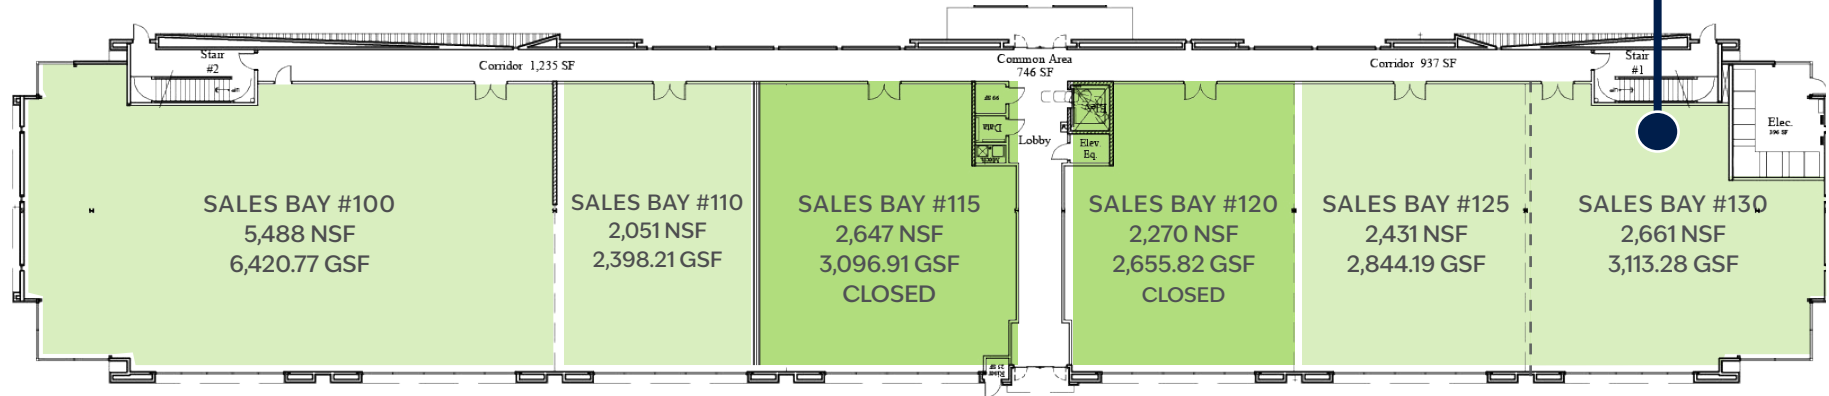 Stair
#2
Corridor 1,235 SF
Common Area
746 SF
Corridor 937 SF
Stair
#1
Elec.
Data
Lobby
Elev.
Eq.
SALES BAY #100
5,488 NSF
6,420.77 GSF
SALES BAY #110
2,051 NSF
2,398.21 GSF
SALES BAY #115
2,647 NSF
3,096.91 GSF
CLOSED
SALES BAY #120
2,270 NSF
2,655.82 GSF
CLOSED
SALES BAY #125
2,431 NSF
2,844.19 GSF
SALES BAY #130
2,661 NSF
3,113.28 GSF